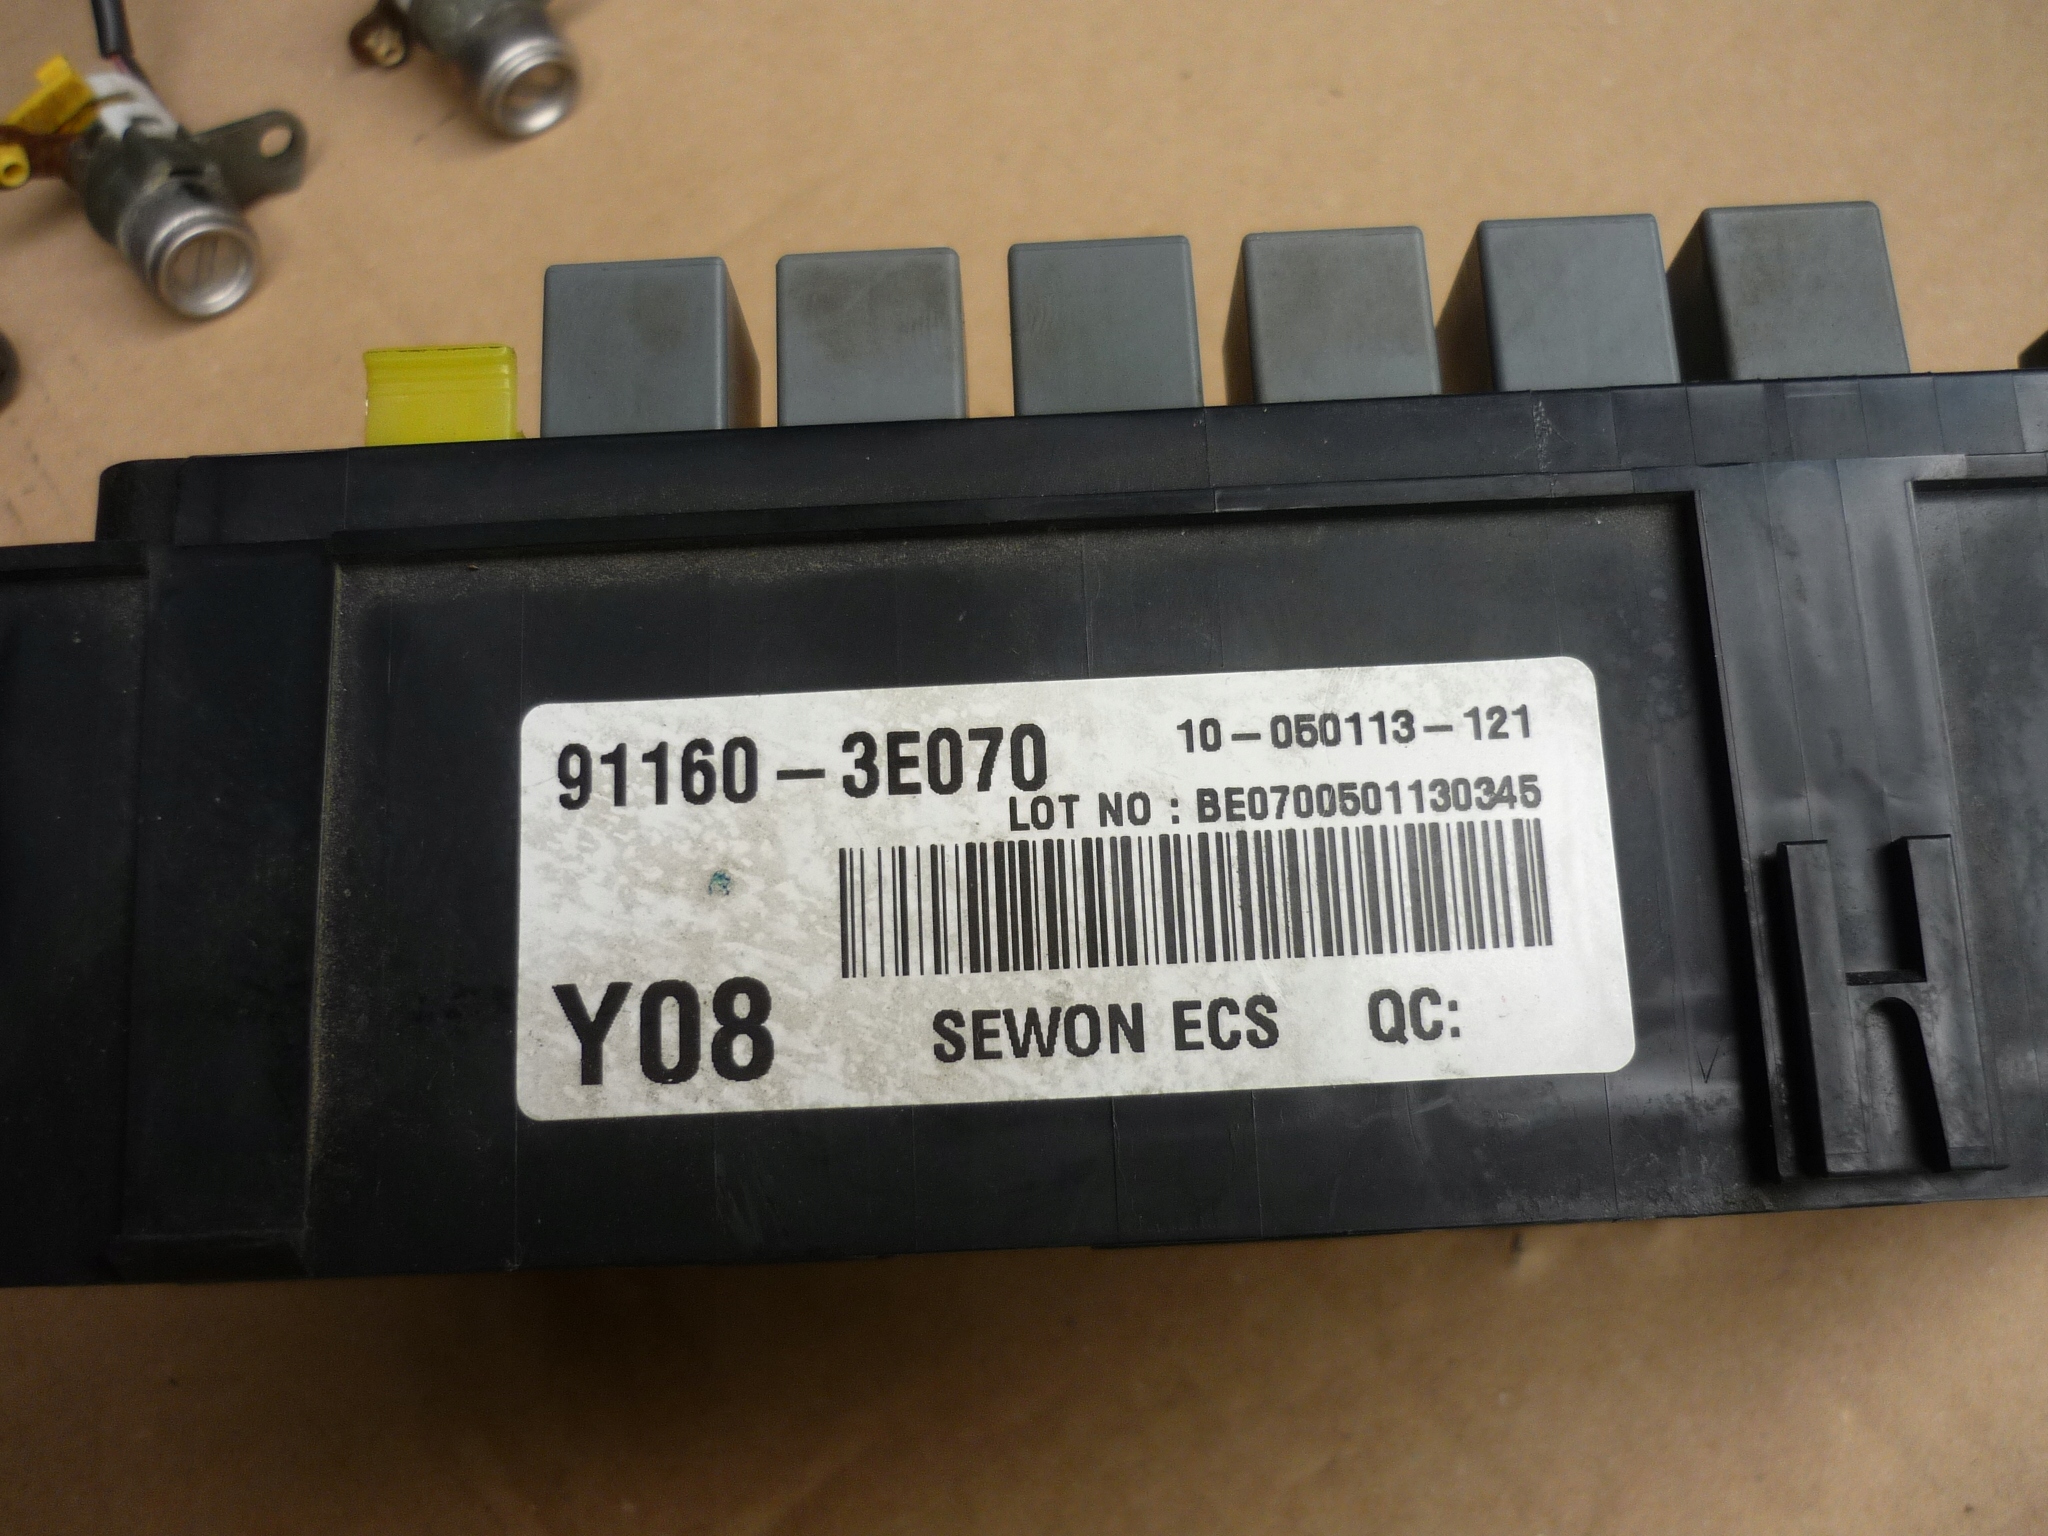 91160-3E070
10-050113-121
LOT NO : BE0700501130345
Y08
SEWON ECS
QC: